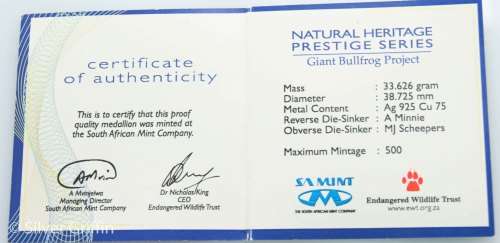 certificate
of authenticity
This is to certify that this proof
quality medallion was minted at
the South African Mint Company.
A Mvinjelwa
Managing Director
South African Mint Company
Dr Nicholas King
CEO
Endangered Wildlife Trust
NATURAL HERITAGE
PRESTIGE SERIES
Giant Bullfrog Project
Mass : 33.626 gram
Diameter : 38.725 mm
Metal Content : Ag 925 Cu 75
Reverse Die-Sinker : A Minnie
Obverse Die-Sinker : MJ Scheepers
Maximum Mintage : 500
SA MINT
THE SOUTH AFRICAN MINT COMPANY
Endangered Wildlife Trust
www.ewt.org.za